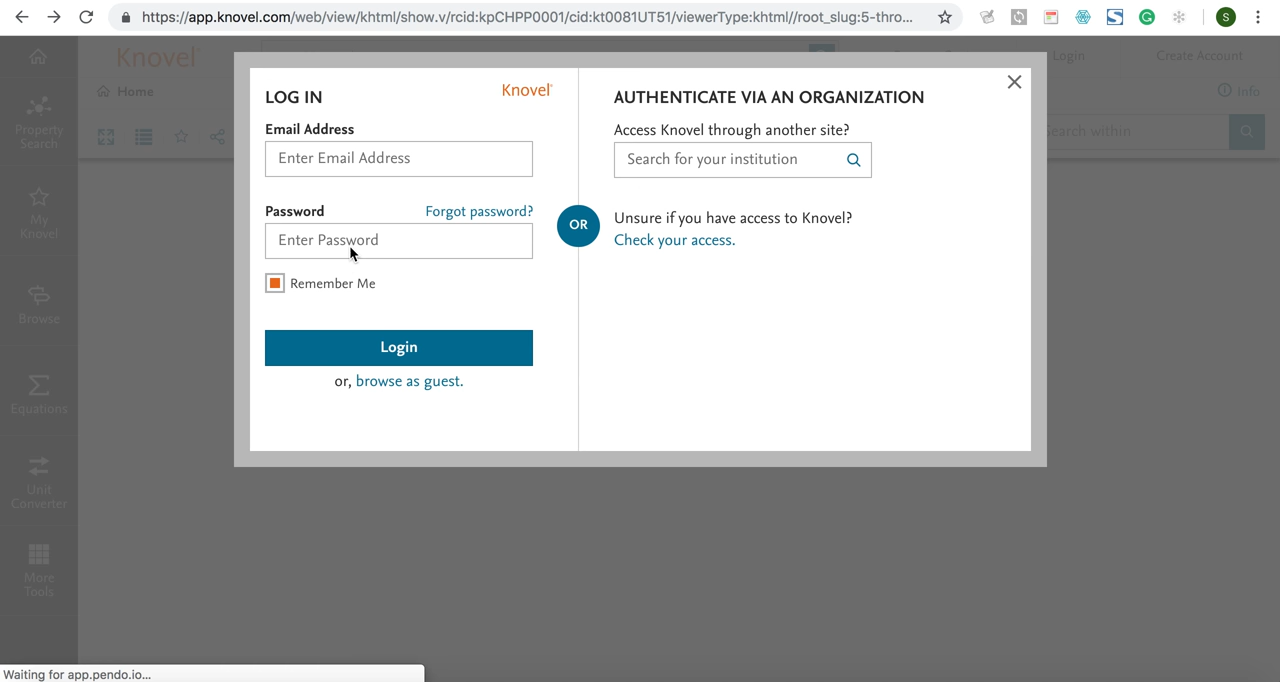 https://app.knovel.com/web/view/khtml/show.v/rcid:kpCHPP0001/cid:kt0081UT51/viewerType:khtml//root_slug:5-thro...
S
Knovel
Login
Create Account
Home
Info
Property
Search
Search within
My
Knovel
Browse
Equations
Unit
Converter
More
Tools
LOG IN
Knovel
Email Address
Enter Email Address
Password
Forgot password?
Enter Password
Remember Me
Login
or, browse as guest.
OR
AUTHENTICATE VIA AN ORGANIZATION
Access Knovel through another site?
Search for your institution
Unsure if you have access to Knovel?
Check your access.
Waiting for app.pendo.io...